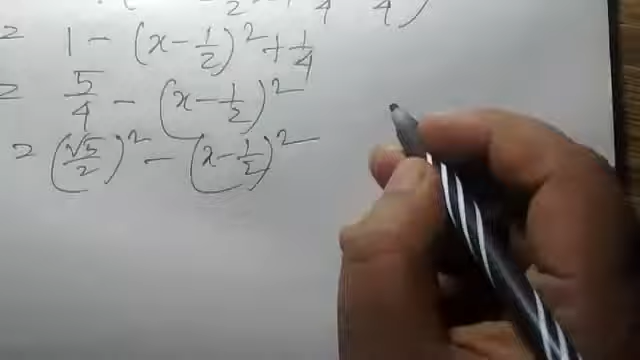 = 1 - (x - 1/2)^2 + 1/4
= 5/4 - (x - 1/2)^2
= (√5/2)^2 - (x - 1/2)^2